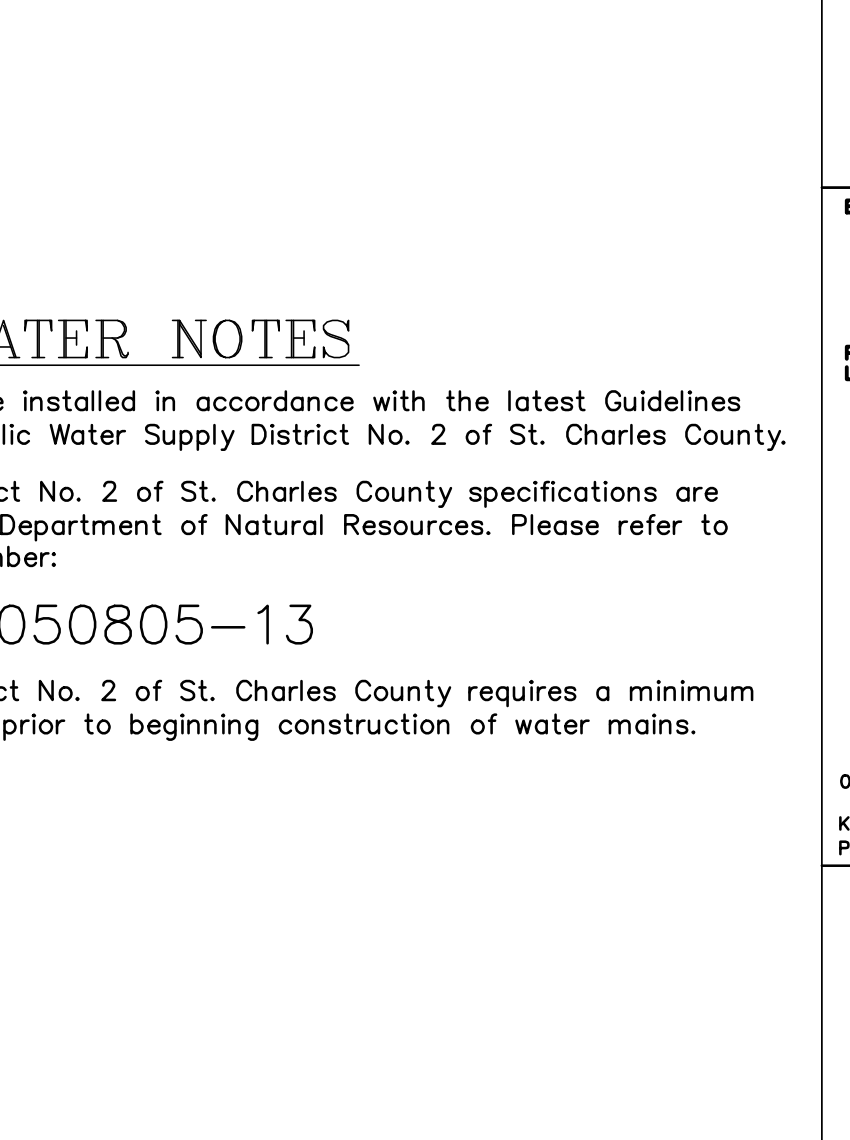 ATER NOTES
e installed in accordance with the latest Guidelines
lic Water Supply District No. 2 of St. Charles County.
ct No. 2 of St. Charles County specifications are
Department of Natural Resources. Please refer to
ber:
050805-13
ct No. 2 of St. Charles County requires a minimum
prior to beginning construction of water mains.
K
P